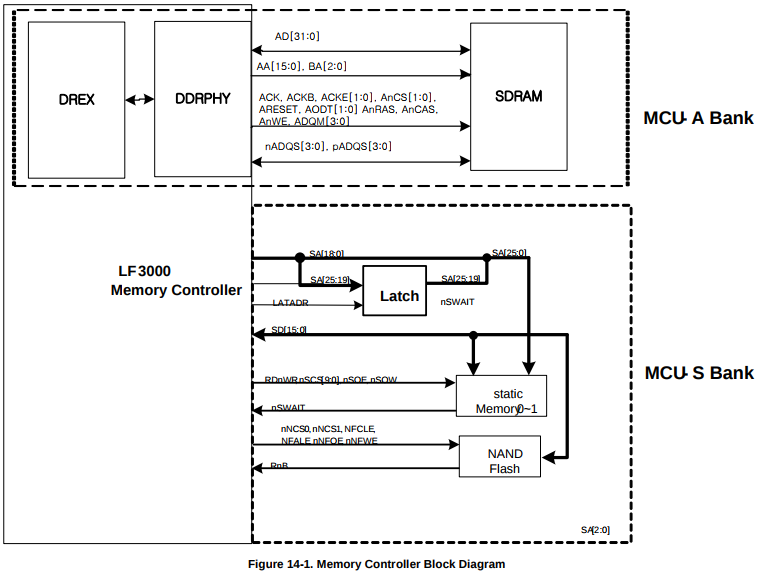 AD[31:0]
AA[15:0], BA[2:0]
DREX
DDRPHY
ACK, ACKB, ACKE[1:0], AnCS[1:0],
ARESET, AODT[1:0] AnRAS, AnCAS,
AnWE, ADQM[3:0]
SDRAM
MCU- A Bank
nADQS[3:0], pADQS[3:0]
SA[18:0]
SA[25:0]
LF3000
Memory Controller
SA[25:19]
Latch
SA[25:19]
LATADR
nSWAIT
SD[15:0]
MCU- S Bank
RDnWR nSCS[9:0], nSOE, nSOW
static
Memory0~1
nSWAIT
nNCS0, nNCS1, NFCLE,
NFALE nNFOE nNFWE
NAND
Flash
RnB
SA[2:0]
Figure 14-1. Memory Controller Block Diagram